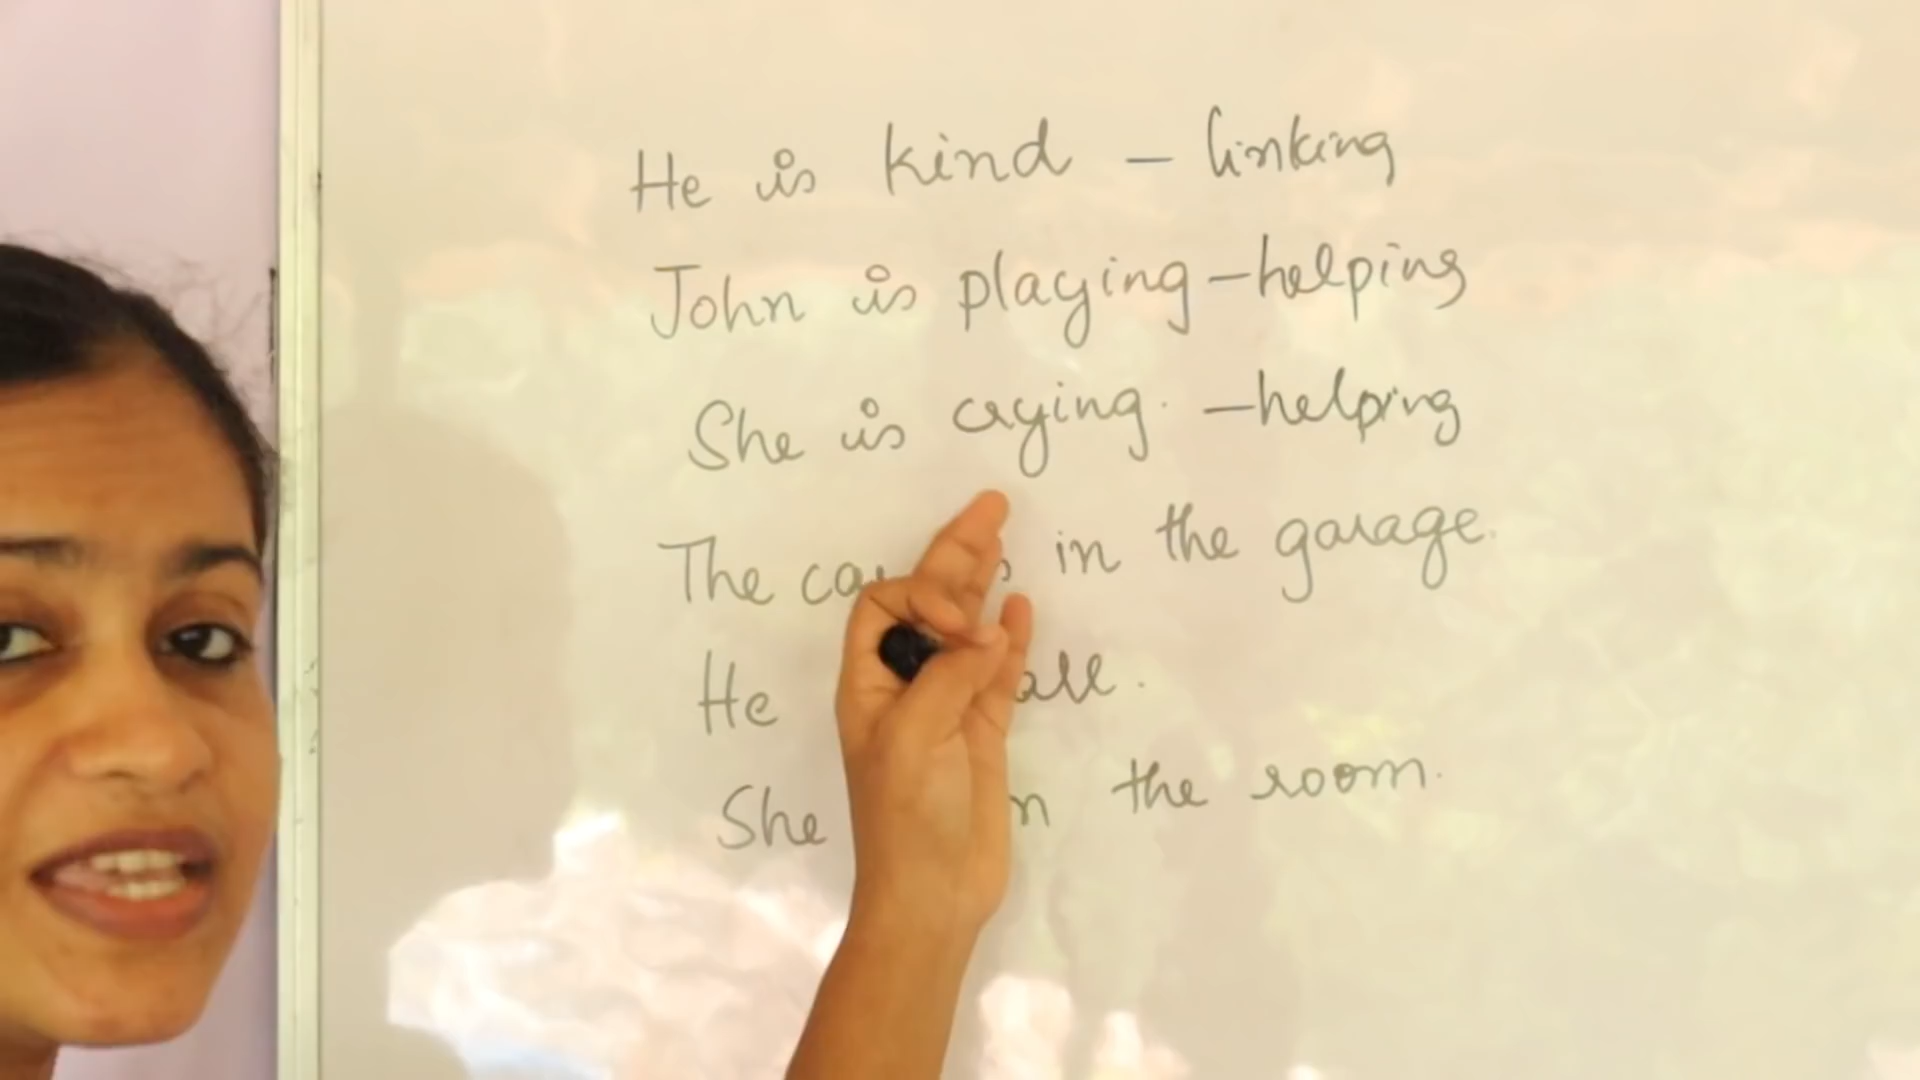 He is kind - linking
John is playing - helping
She is crying. - helping
The in the garage.
He
She the room.